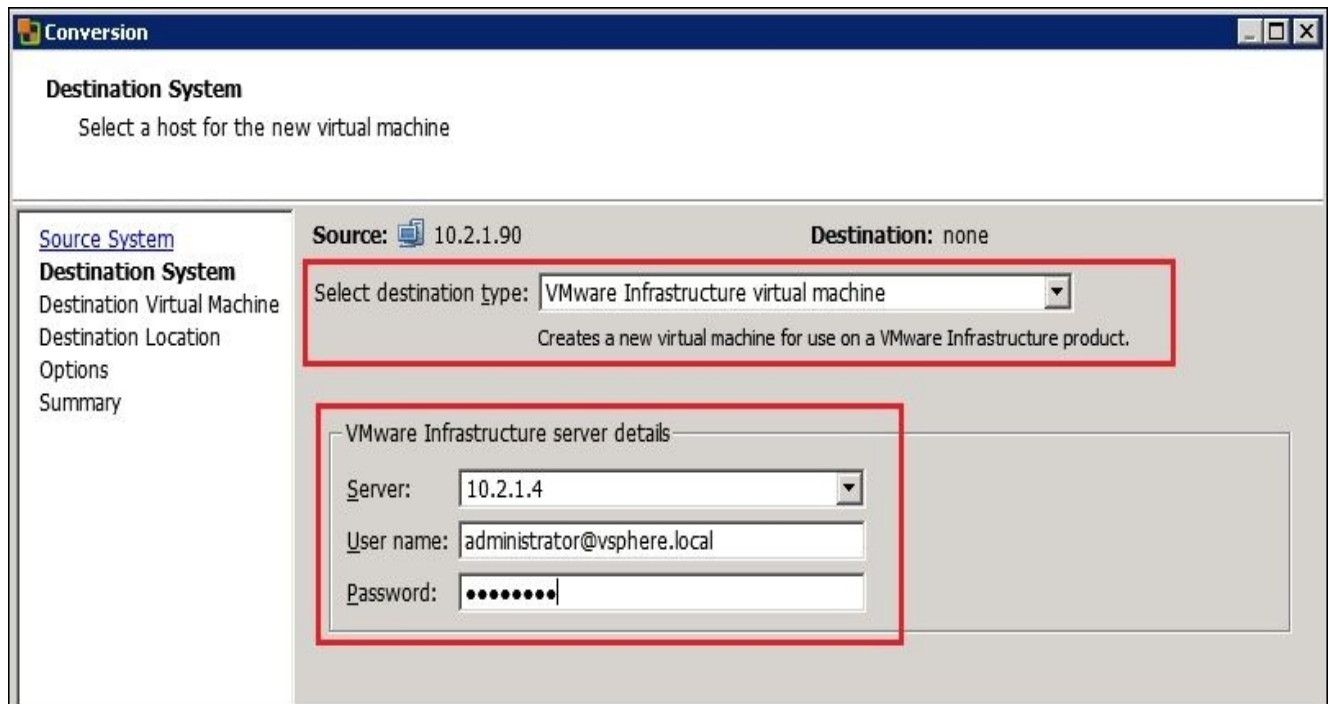 Conversion
Destination System
Select a host for the new virtual machine
Source System
Destination System
Destination Virtual Machine
Destination Location
Options
Summary
Source: 10.2.1.90 Destination: none
Select destination type: VMware Infrastructure virtual machine
Creates a new virtual machine for use on a VMware Infrastructure product.
VMware Infrastructure server details
Server: 10.2.1.4
User name: administrator@vsphere.local
Password: ••••••••